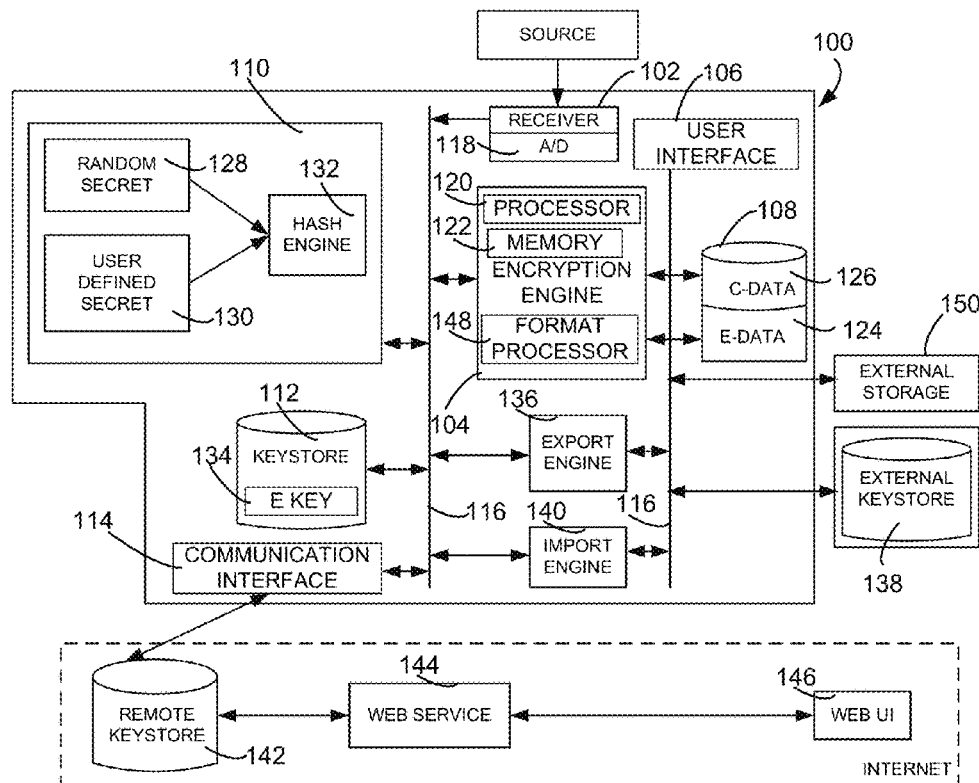 SOURCE
110
102
106
100
RECEIVER
118
A/D
USER
INTERFACE
RANDOM
SECRET
128
132
HASH
ENGINE
USER
DEFINED
SECRET
130
120
PROCESSOR
122
MEMORY
ENCRYPTION
ENGINE
148
FORMAT
PROCESSOR
108
C-DATA
126
E-DATA
124
150
EXTERNAL
STORAGE
112
104
136
KEYSTORE
134
E KEY
EXPORT
ENGINE
EXTERNAL
KEYSTORE
116
116
114
140
COMMUNICATION
INTERFACE
IMPORT
ENGINE
138
144
146
REMOTE
KEYSTORE
142
WEB SERVICE
WEB UI
INTERNET